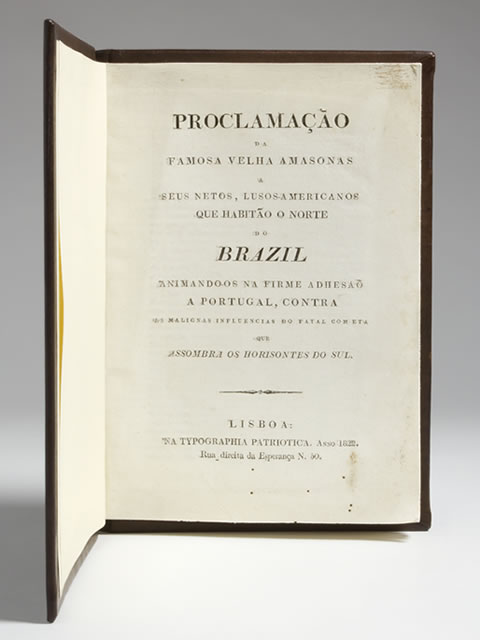 PROCLAMAÇÃO
DA
FAMOSA VELHA AMASONAS
A
SEUS NETOS, LUSOS-AMERICANOS
QUE HABITÃO O NORTE
DO
BRAZIL
ANIMANDO-OS NA FIRME ADHESAÕ
A PORTUGAL, CONTRA
AS MALIGNAS INFLUENCIAS DO FATAL COMETA
QUE
ASSOMBRA OS HORISONTES DO SUL.
LISBOA:
NA TYPOGRAPHIA PATRIOTICA. Anno 1822.
Rua direita da Esperança N. 50.